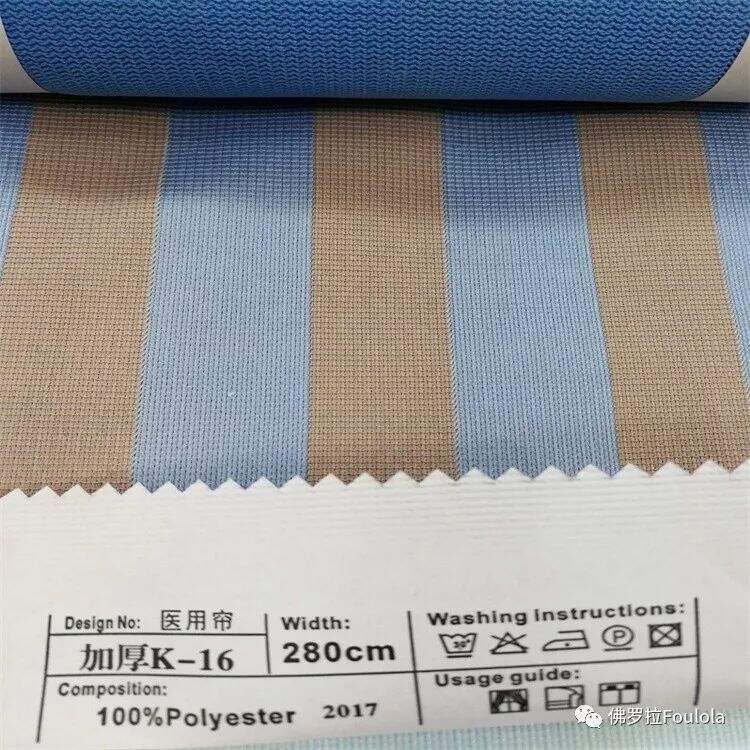 Design No: 医用帘
加厚K-16
Width:
280cm
Composition:
100%Polyester 2017
Washing instructions:
30°
P
Usage guide:
佛罗拉Foulola